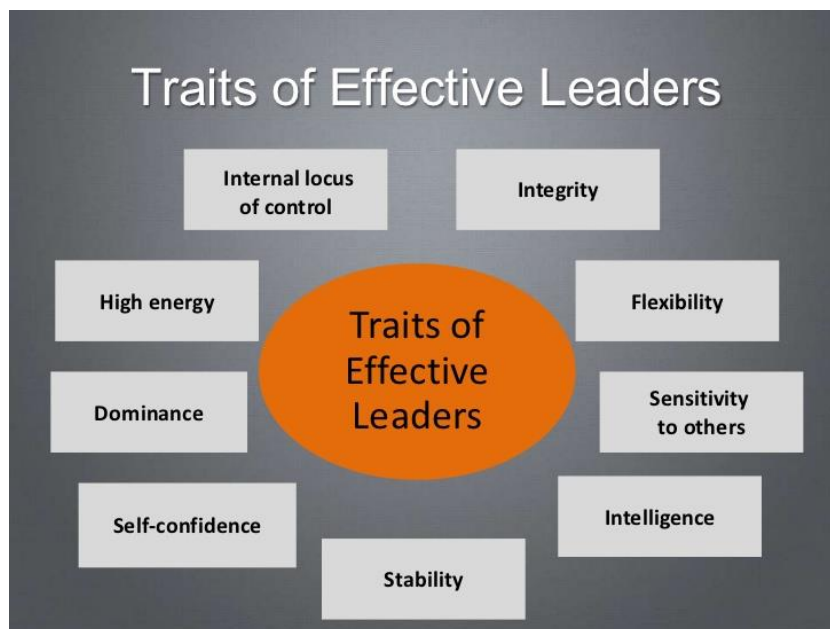 Traits of Effective Leaders
Internal locus
of control
Integrity
High energy
Traits of
Effective
Leaders
Flexibility
Dominance
Sensitivity
to others
Self-confidence
Intelligence
Stability